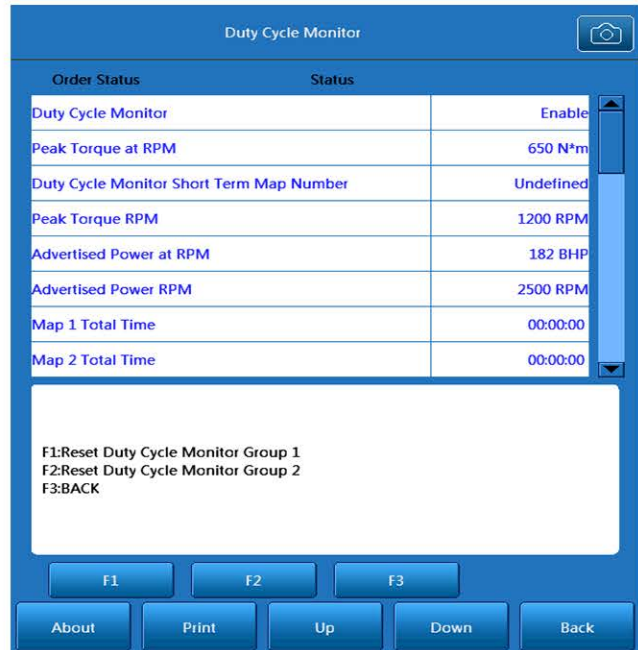 Duty Cycle Monitor
Order Status Status
Duty Cycle Monitor Enable
Peak Torque at RPM 650 N*m
Duty Cycle Monitor Short Term Map Number Undefined
Peak Torque RPM 1200 RPM
Advertised Power at RPM 182 BHP
Advertised Power RPM 2500 RPM
Map 1 Total Time 00:00:00
Map 2 Total Time 00:00:00
F1:Reset Duty Cycle Monitor Group 1
F2:Reset Duty Cycle Monitor Group 2
F3:BACK
F1 F2 F3
About Print Up Down Back